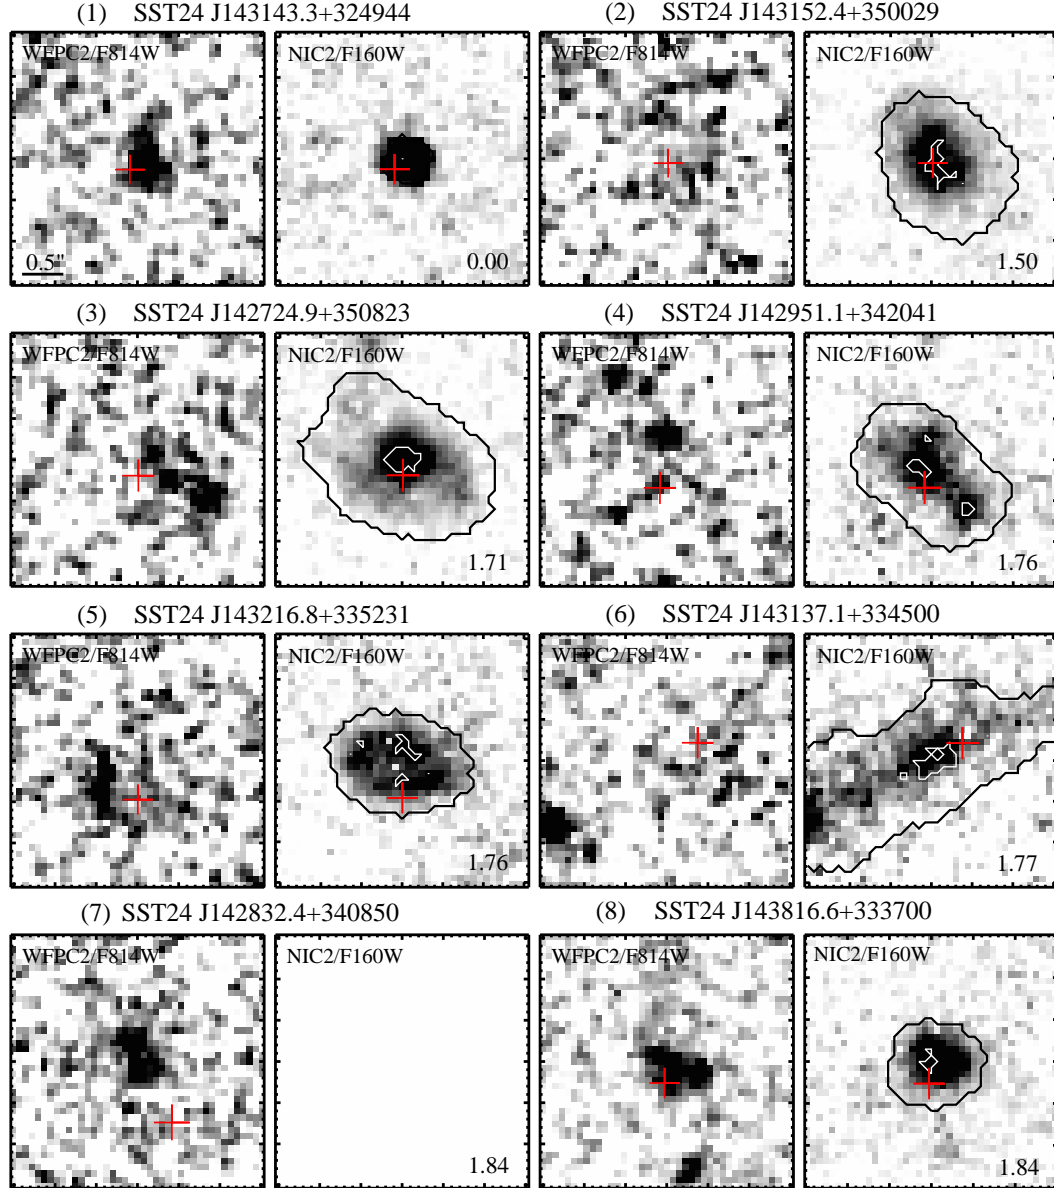 (1) SST24 J143143.3+324944
(2) SST24 J143152.4+350029
WFPC2/F814W
NIC2/F160W
WFPC2/F814W
NIC2/F160W
0.5"
0.00
1.50
(3) SST24 J142724.9+350823
(4) SST24 J142951.1+342041
WFPC2/F814W
NIC2/F160W
WFPC2/F814W
NIC2/F160W
1.71
1.76
(5) SST24 J143216.8+335231
(6) SST24 J143137.1+334500
WFPC2/F814W
NIC2/F160W
WFPC2/F814W
NIC2/F160W
1.76
1.77
(7) SST24 J142832.4+340850
(8) SST24 J143816.6+333700
WFPC2/F814W
NIC2/F160W
WFPC2/F814W
NIC2/F160W
1.84
1.84